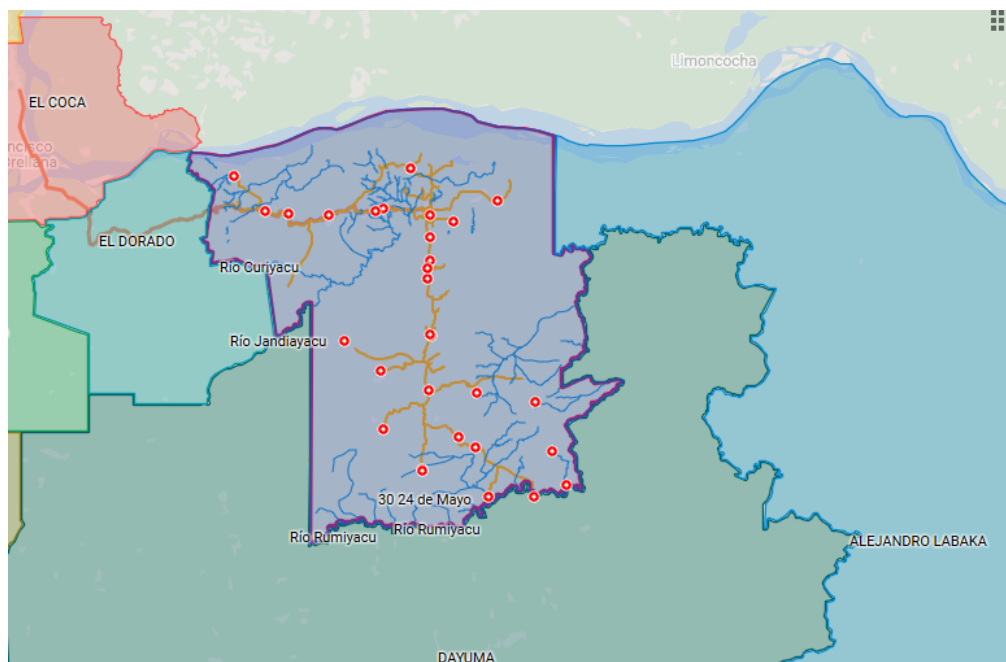 Limoncocha
EL COCA
ncisco
Orellana
EL DORADO
Río Curiyacu
Río Jandiayacu
30 24 de Mayo
Río Rumiyacu
Río Rumiyacu
ALEJANDRO LABAKA
DAYUMA